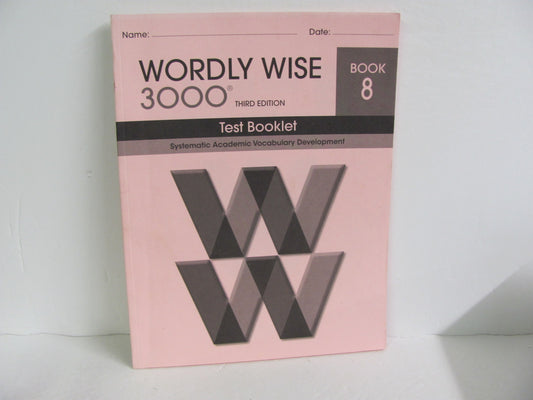 Name: Date:
WORDLY WISE
3000® THIRD EDITION
BOOK
8
Test Booklet
Systematic Academic Vocabulary Development
W
W